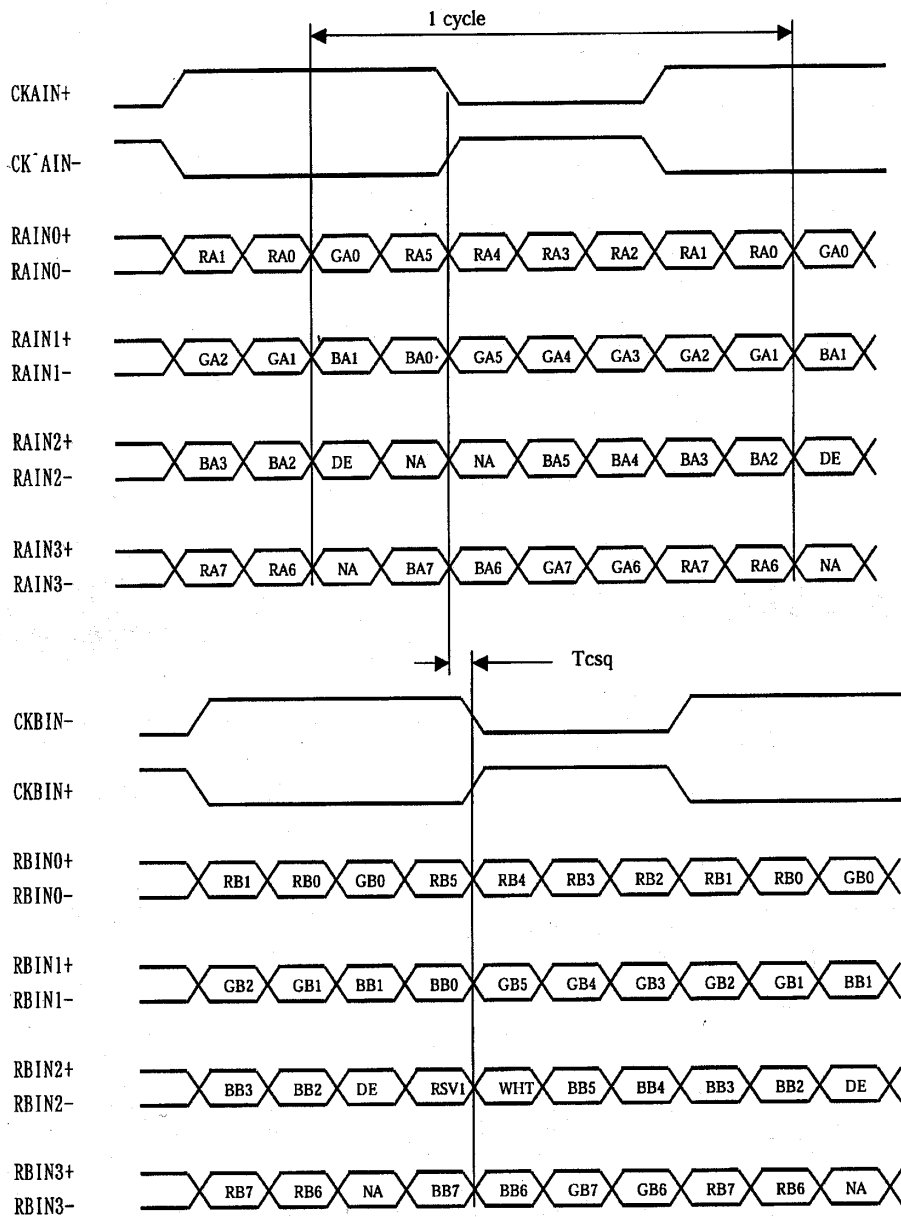 1 cycle
CKAIN+
CK-AIN-
RAIN0+
RA1 RA0 GA0 RA5 RA4 RA3 RA2 RA1 RA0 GA0
RAIN0-
RAIN1+
GA2 GA1 BA1 BA0 GA5 GA4 GA3 GA2 GA1 BA1
RAIN1-
RAIN2+
BA3 BA2 DE NA NA BA5 BA4 BA3 BA2 DE
RAIN2-
RAIN3+
RA7 RA6 NA BA7 BA6 GA7 GA6 RA7 RA6 NA
RAIN3-
Tcsq
CKBIN-
CKBIN+
RBIN0+
RB1 RB0 GB0 RB5 RB4 RB3 RB2 RB1 RB0 GB0
RBIN0-
RBIN1+
GB2 GB1 BB1 BB0 GB5 GB4 GB3 GB2 GB1 BB1
RBIN1-
RBIN2+
BB3 BB2 DE RSV1 WHT BB5 BB4 BB3 BB2 DE
RBIN2-
RBIN3+
RB7 RB6 NA BB7 BB6 GB7 GB6 RB7 RB6 NA
RBIN3-